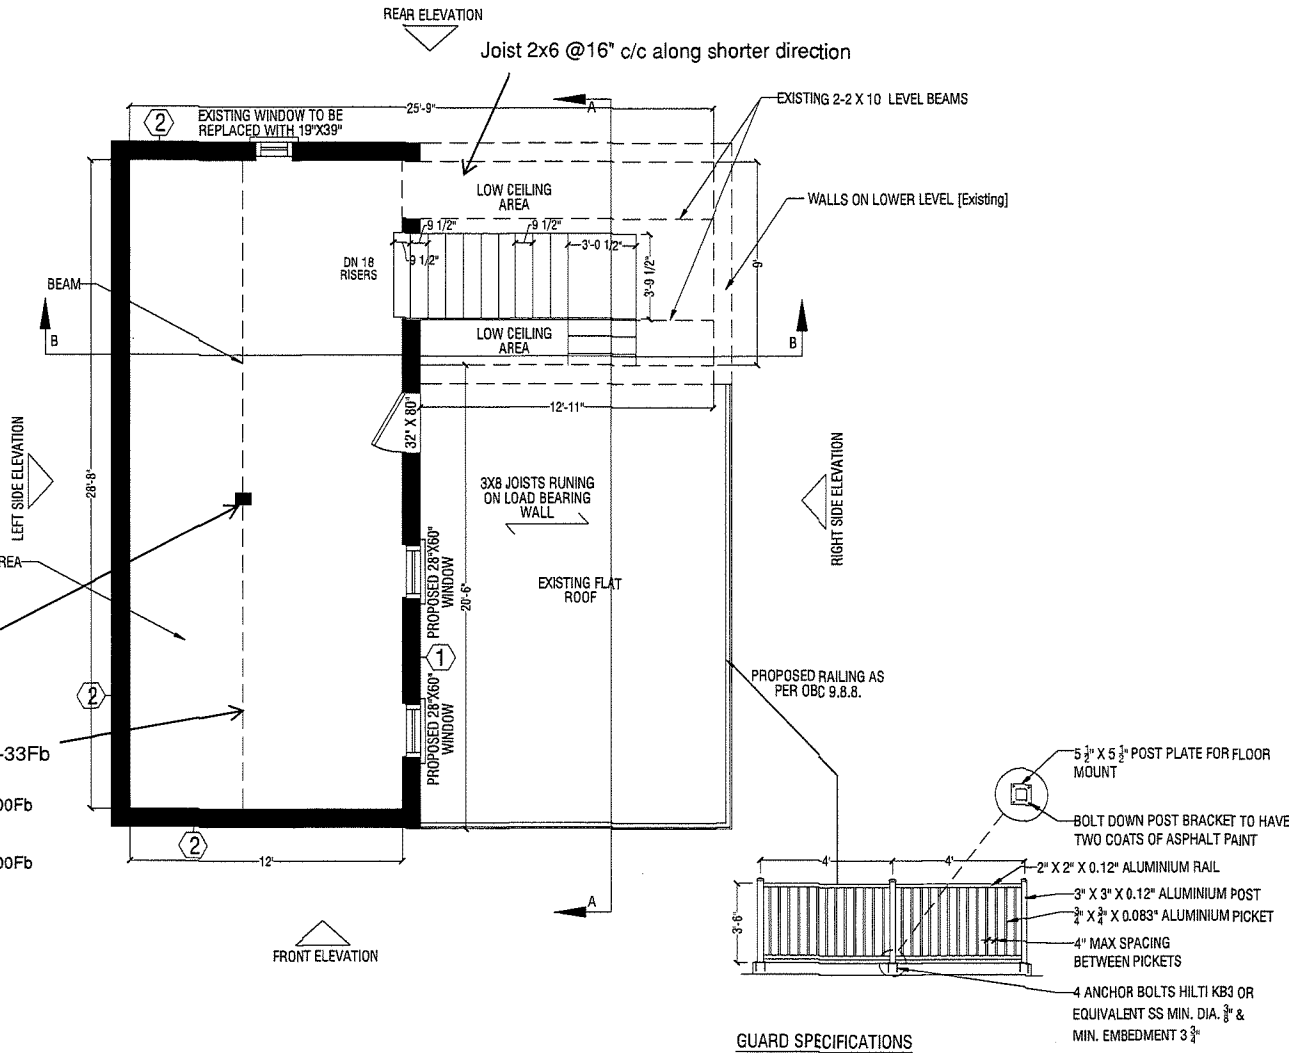 REAR ELEVATION
Joist 2x6 @16" c/c along shorter direction
EXISTING 2-2 X 10 LEVEL BEAMS
A
25'-9"
2
EXISTING WINDOW TO BE
REPLACED WITH 19"X39"
LOW CEILING
AREA
WALLS ON LOWER LEVEL [Existing]
9 1/2"
9 1/2"
3'-0 1/2"
9 1/2"
DN 18
RISERS
3'-9 1/2"
9'
BEAM
B
LOW CEILING
AREA
B
12'-11"
32" X 80"
LEFT SIDE ELEVATION
28'-8"
3X8 JOISTS RUNING
ON LOAD BEARING
WALL
RIGHT SIDE ELEVATION
REA
PROPOSED 28"X60"
WINDOW
20'-6"
EXISTING FLAT
ROOF
1
2
PROPOSED 28"X60"
WINDOW
PROPOSED RAILING AS
PER OBC 9.8.8.
-33Fb
00Fb
00Fb
2
12'
A
FRONT ELEVATION
5 1/2" X 5 1/2" POST PLATE FOR FLOOR
MOUNT
BOLT DOWN POST BRACKET TO HAVE
TWO COATS OF ASPHALT PAINT
4'
4'
2" X 2" X 0.12" ALUMINIUM RAIL
3" X 3" X 0.12" ALUMINIUM POST
3/4" X 3/4" X 0.083" ALUMINIUM PICKET
3'-6"
4" MAX SPACING
BETWEEN PICKETS
4 ANCHOR BOLTS HILTI KB3 OR
EQUIVALENT SS MIN. DIA. 3/8" &
MIN. EMBEDMENT 3 3/4"
GUARD SPECIFICATIONS